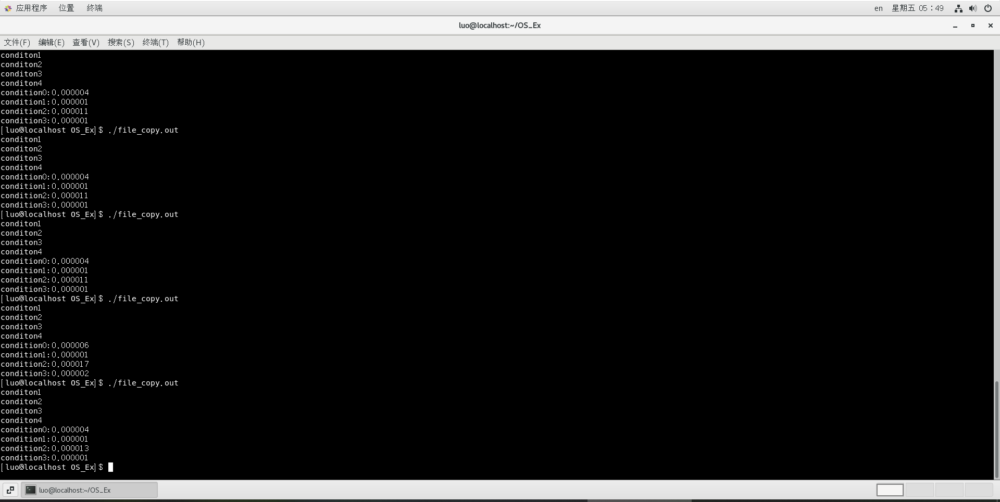 应用程序 位置 终端 en 星期五 05：49
luo@localhost:~/OS_Ex
文件(F) 编辑(E) 查看(V) 搜索(S) 终端(T) 帮助(H)
conditon1
conditon2
conditon3
conditon4
condition0:0.000004
condition1:0.000001
condition2:0.000011
condition3:0.000001
[luo@localhost OS_Ex]$ ./file_copy.out
conditon1
conditon2
conditon3
conditon4
condition0:0.000004
condition1:0.000001
condition2:0.000011
condition3:0.000001
[luo@localhost OS_Ex]$ ./file_copy.out
conditon1
conditon2
conditon3
conditon4
condition0:0.000004
condition1:0.000001
condition2:0.000011
condition3:0.000001
[luo@localhost OS_Ex]$ ./file_copy.out
conditon1
conditon2
conditon3
conditon4
condition0:0.000006
condition1:0.000001
condition2:0.000017
condition3:0.000002
[luo@localhost OS_Ex]$ ./file_copy.out
conditon1
conditon2
conditon3
conditon4
condition0:0.000004
condition1:0.000001
condition2:0.000013
condition3:0.000001
[luo@localhost OS_Ex]$
luo@localhost:~/OS_Ex